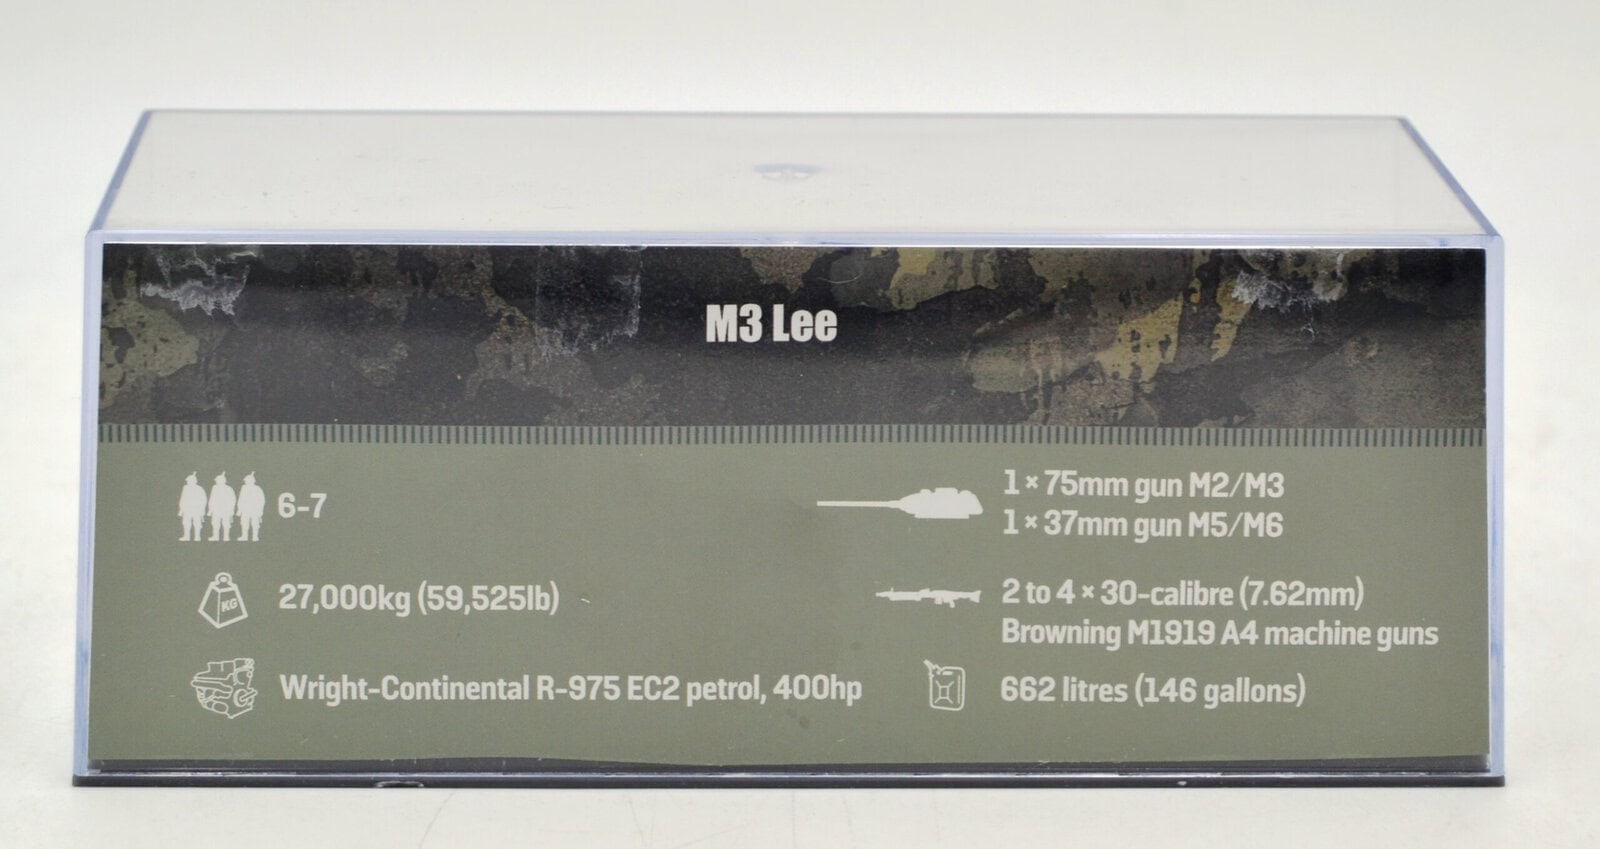 M3 Lee
6-7
1 × 75mm gun M2/M3
1 × 37mm gun M5/M6
KG
27,000kg (59,525lb)
2 to 4 × 30-calibre (7.62mm)
Browning M1919 A4 machine guns
Wright-Continental R-975 EC2 petrol, 400hp
662 litres (146 gallons)